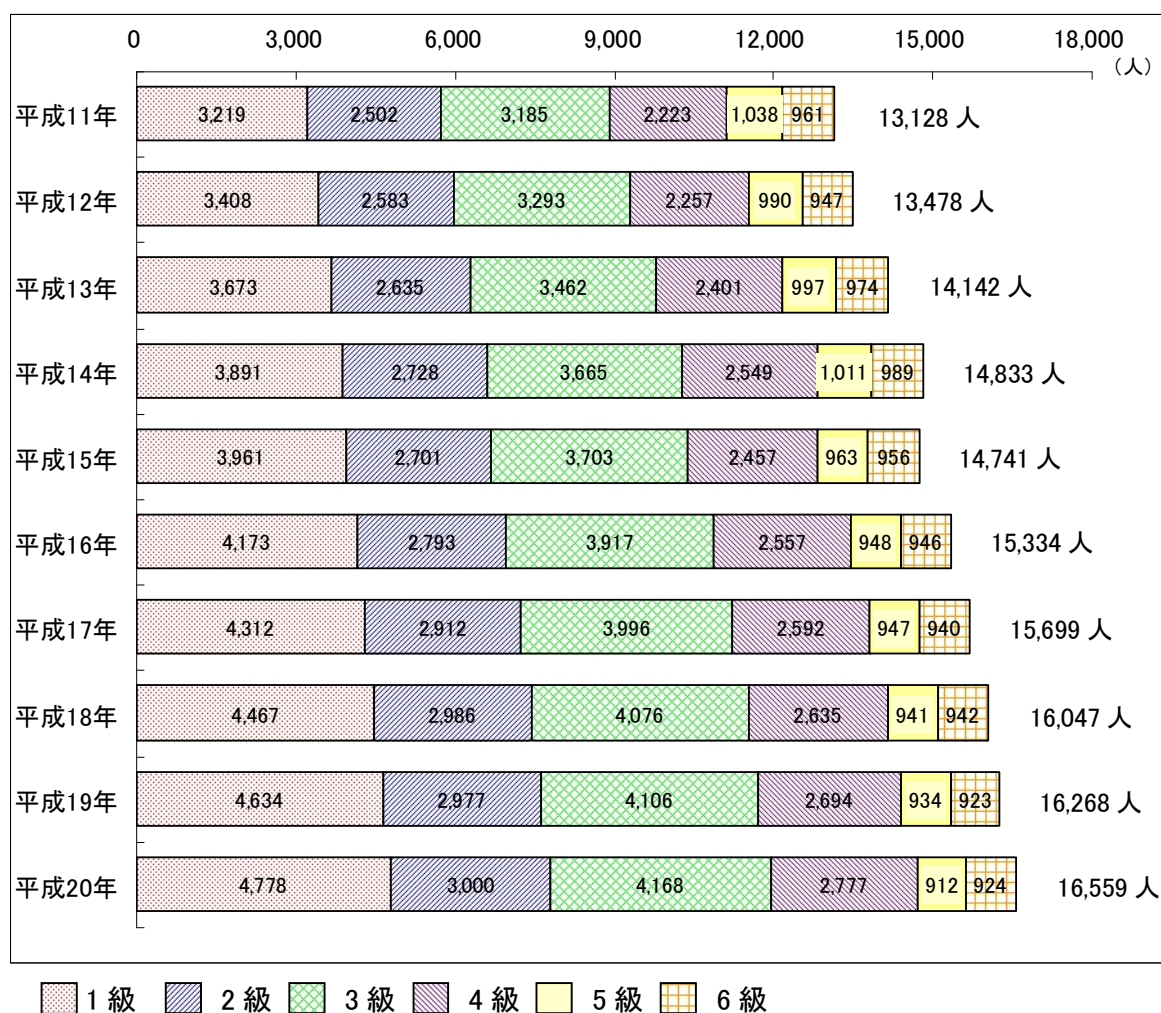 0 3,000 6,000 9,000 12,000 15,000 18,000
（人）
平成11年 3,219 2,502 3,185 2,223 1,038 961 13,128 人
平成12年 3,408 2,583 3,293 2,257 990 947 13,478 人
平成13年 3,673 2,635 3,462 2,401 997 974 14,142 人
平成14年 3,891 2,728 3,665 2,549 1,011 989 14,833 人
平成15年 3,961 2,701 3,703 2,457 963 956 14,741 人
平成16年 4,173 2,793 3,917 2,557 948 946 15,334 人
平成17年 4,312 2,912 3,996 2,592 947 940 15,699 人
平成18年 4,467 2,986 4,076 2,635 941 942 16,047 人
平成19年 4,634 2,977 4,106 2,694 934 923 16,268 人
平成20年 4,778 3,000 4,168 2,777 912 924 16,559 人
1 級 2 級 3 級 4 級 5 級 6 級